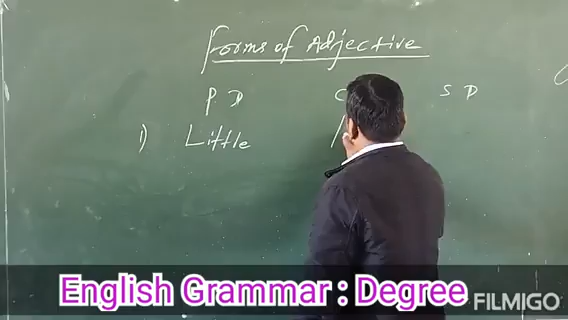 Forms of Adjective
P D C S D
1) Little
English Grammar : Degree
FILMIGO